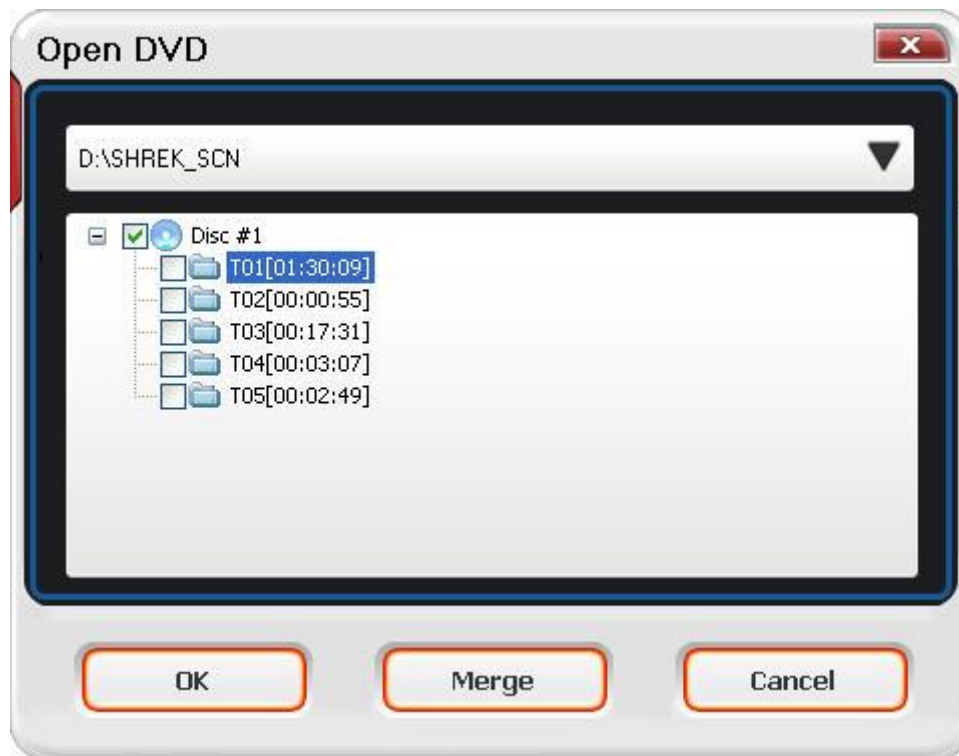 Open DVD
D:\SHREK_SCN
Disc #1
T01[01:30:09]
T02[00:00:55]
T03[00:17:31]
T04[00:03:07]
T05[00:02:49]
OK Merge Cancel